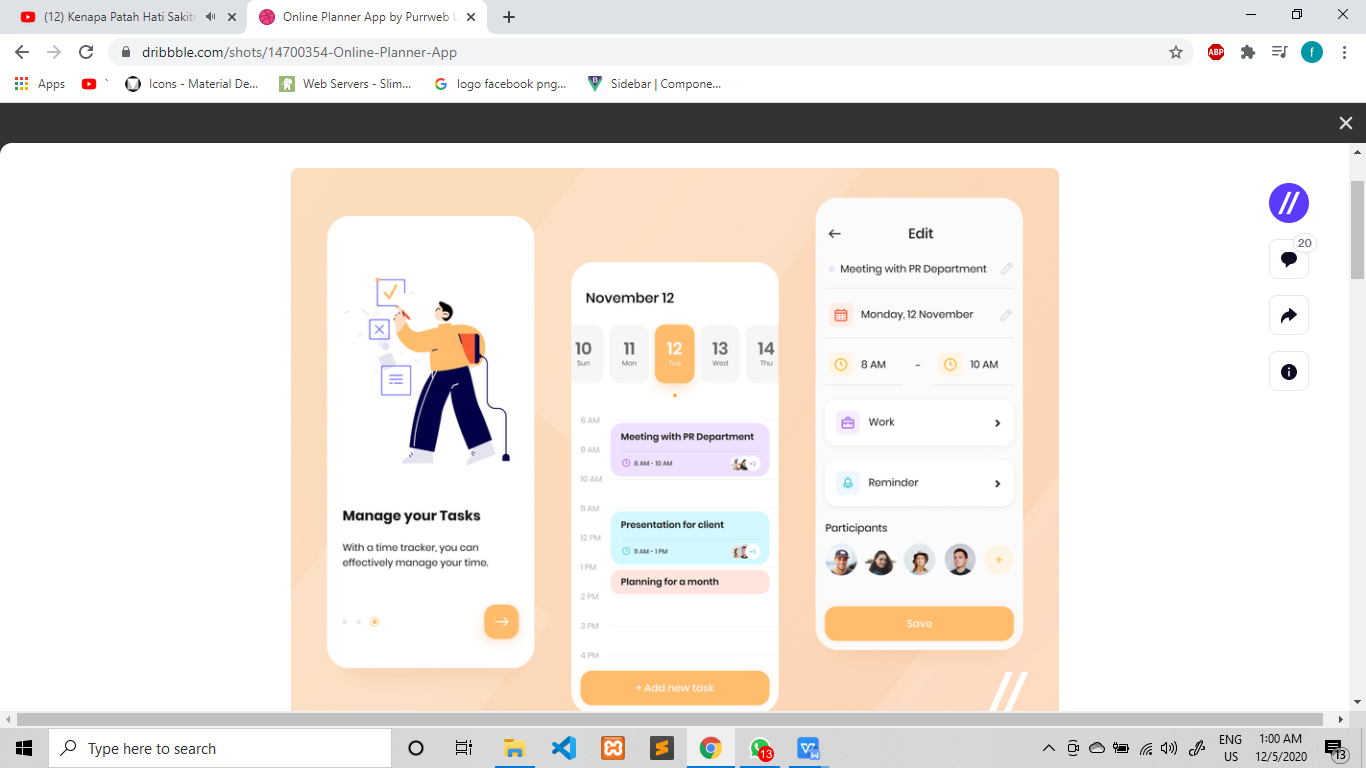 (12) Kenapa Patah Hati Sakit
Online Planner App by Purrweb U
dribbble.com/shots/14700354-Online-Planner-App
ABP
f
Apps
Icons - Material De...
Web Servers - Slim...
logo facebook png...
Sidebar | Compone...
20
Manage your Tasks
With a time tracker, you can
effectively manage your time.
November 12
10 11 12 13 14
Sun Mon Tue Wed Thu
8 AM
Meeting with PR Department
9 AM
8 AM - 10 AM
+2
10 AM
11 AM
Presentation for client
12 PM
11 AM - 1 PM
1 PM
Planning for a month
2 PM
3 PM
4 PM
+ Add new task
Edit
Meeting with PR Department
Monday, 12 November
8 AM - 10 AM
Work
Reminder
Participants
+
Save
Type here to search
13
ENG
US
1:00 AM
12/5/2020
13